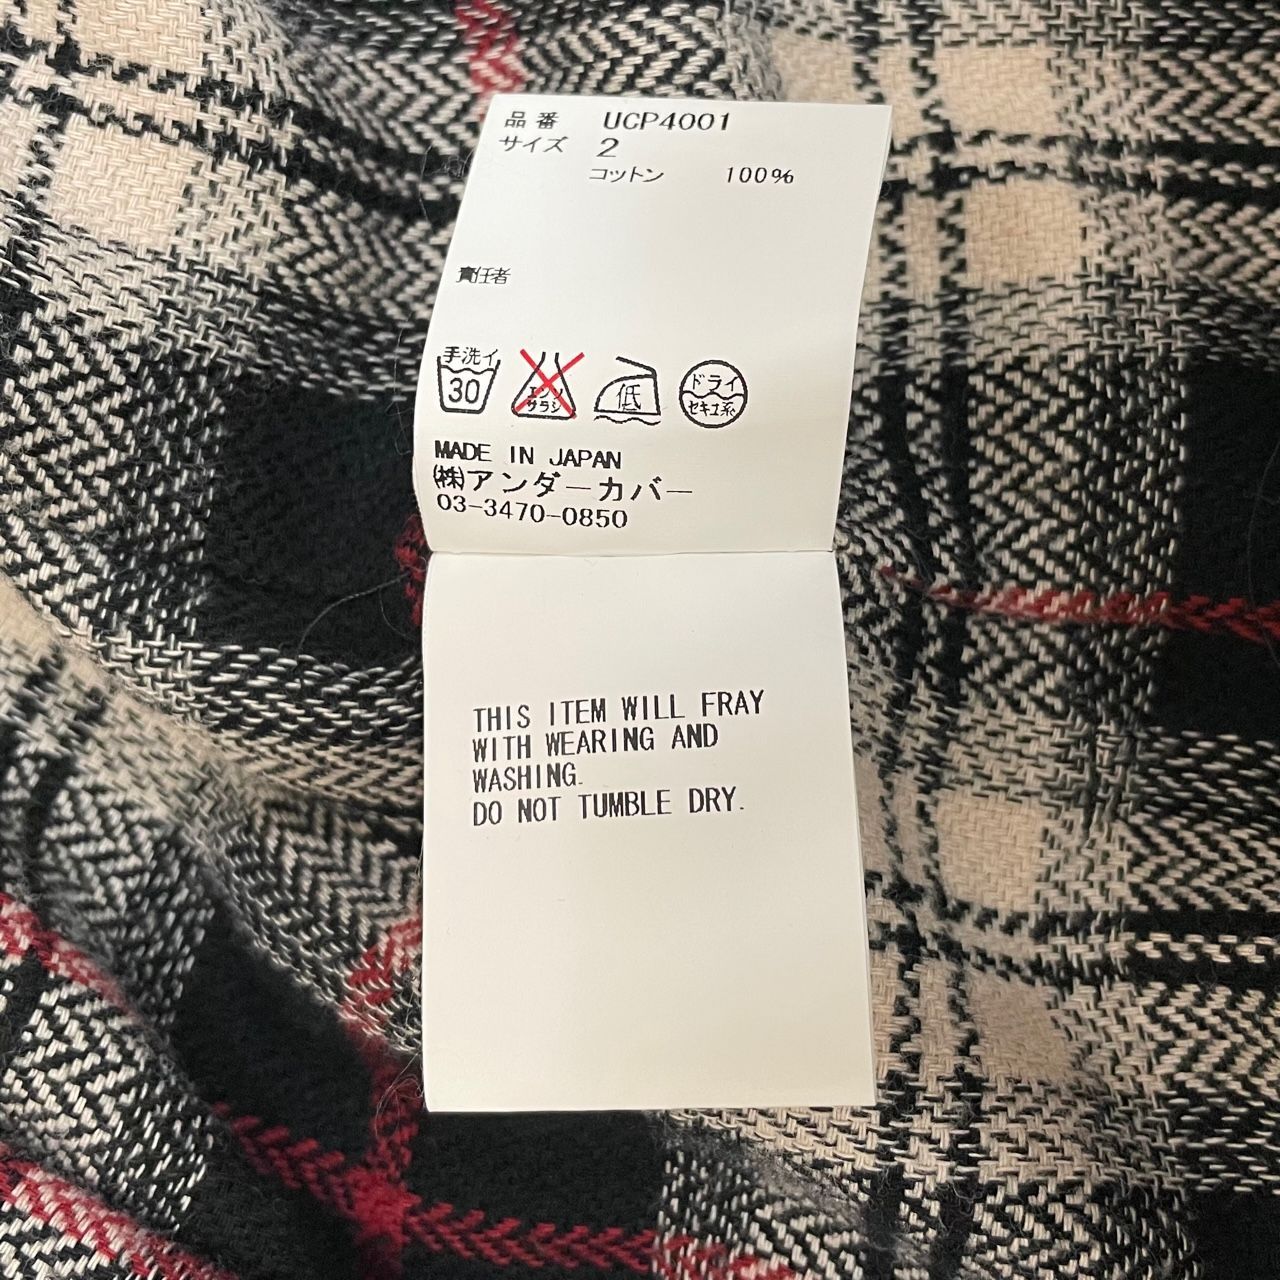 品番 UCP4001
サイズ 2
コットン 100%
責任者
手洗イ
30
エンソ
サラシ
低
ドライ
セキユ系
MADE IN JAPAN
(株)アンダーカバー
03-3470-0850
THIS ITEM WILL FRAY
WITH WEARING AND
WASHING.
DO NOT TUMBLE DRY.